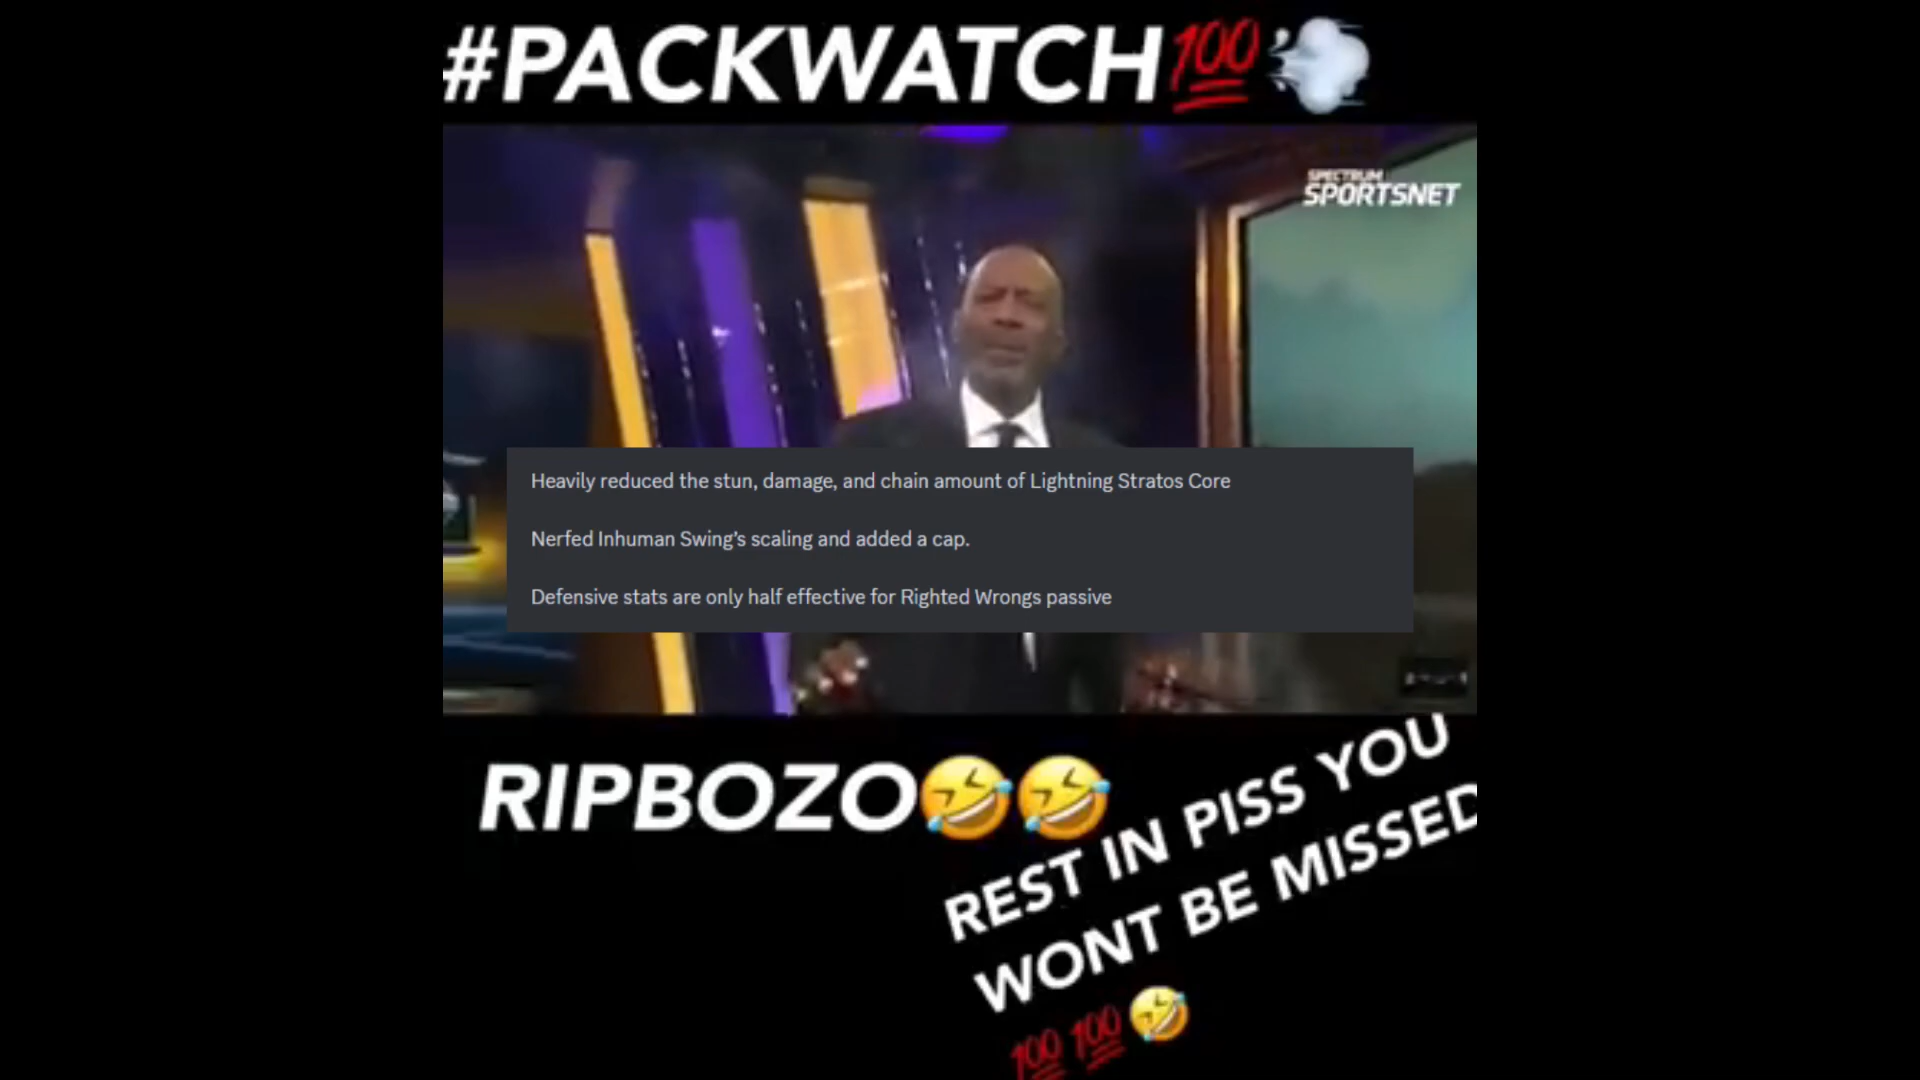 #PACKWATCH💯💨
SPECTRUM
SPORTSNET
Heavily reduced the stun, damage, and chain amount of Lightning Stratos Core
Nerfed Inhuman Swing's scaling and added a cap.
Defensive stats are only half effective for Righted Wrongs passive
RIPBOZO🤣🤣
REST IN PISS YOU
WONT BE MISSED
💯💯🤣